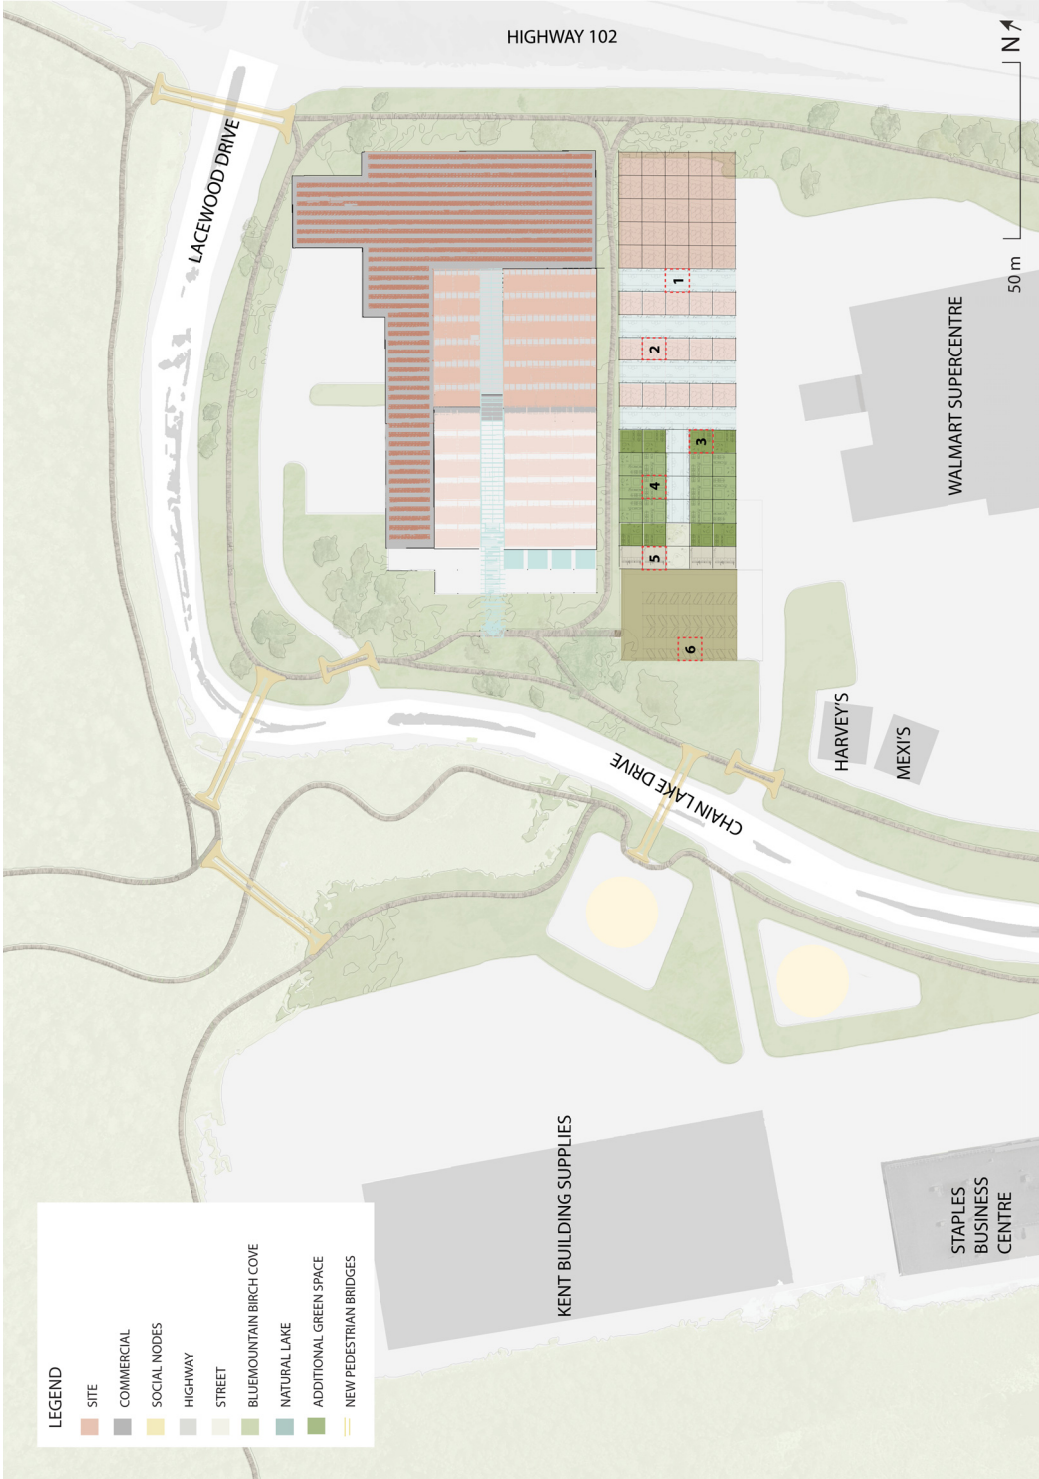 HIGHWAY 102
N
50 m
LACEWOOD DRIVE
1
2
3
4
5
6
WALMART SUPERCENTRE
HARVEY'S
MEXI'S
CHAIN LAKE DRIVE
KENT BUILDING SUPPLIES
STAPLES
BUSINESS
CENTRE
LEGEND
SITE
COMMERCIAL
SOCIAL NODES
HIGHWAY
STREET
BLUEMOUNTAIN BIRCH COVE
NATURAL LAKE
ADDITIONAL GREEN SPACE
NEW PEDESTRIAN BRIDGES